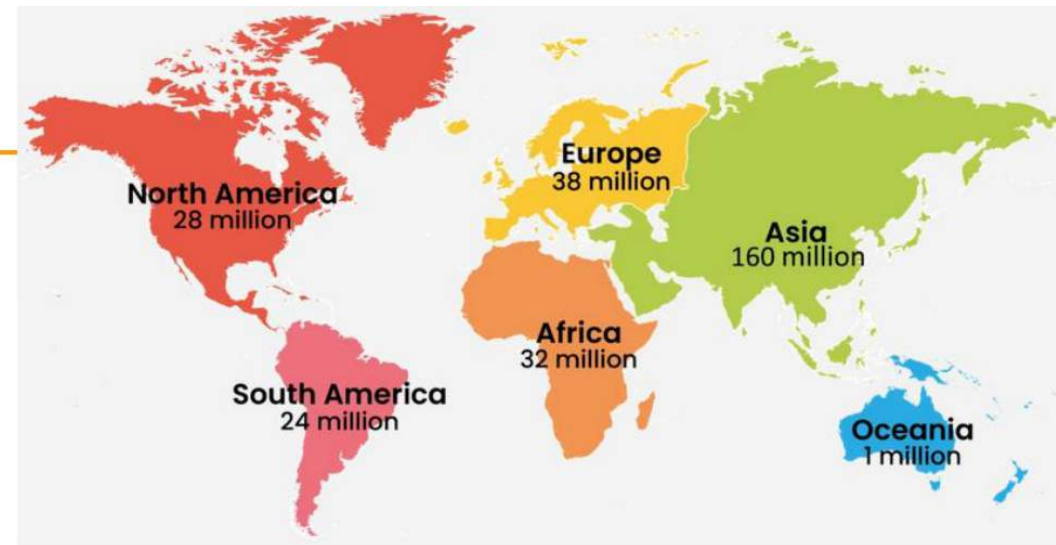 North America
28 million
Europe
38 million
Asia
160 million
Africa
32 million
South America
24 million
Oceania
1 million